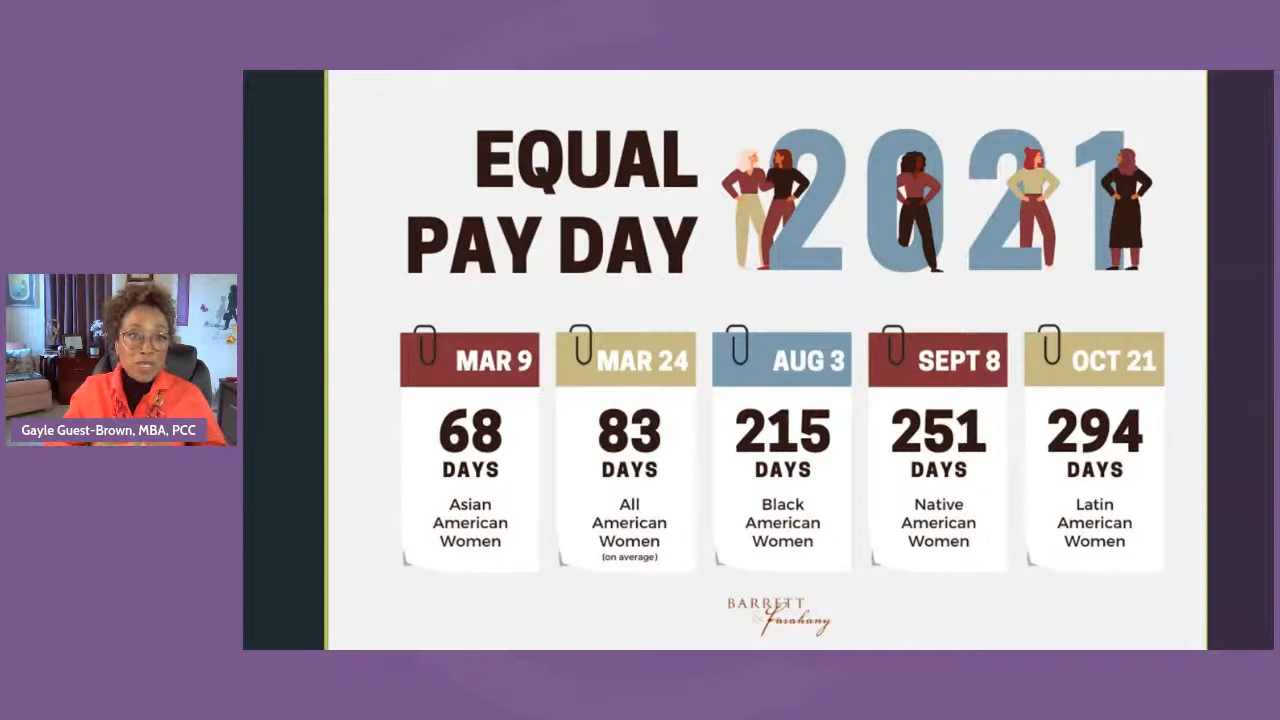 EQUAL
PAY DAY
2021
MAR 9
68
DAYS
Asian
American
Women
MAR 24
83
DAYS
All
American
Women
(on average)
AUG 3
215
DAYS
Black
American
Women
SEPT 8
251
DAYS
Native
American
Women
OCT 21
294
DAYS
Latin
American
Women
BARRETT
& Farahany
Gayle Guest-Brown, MBA, PCC